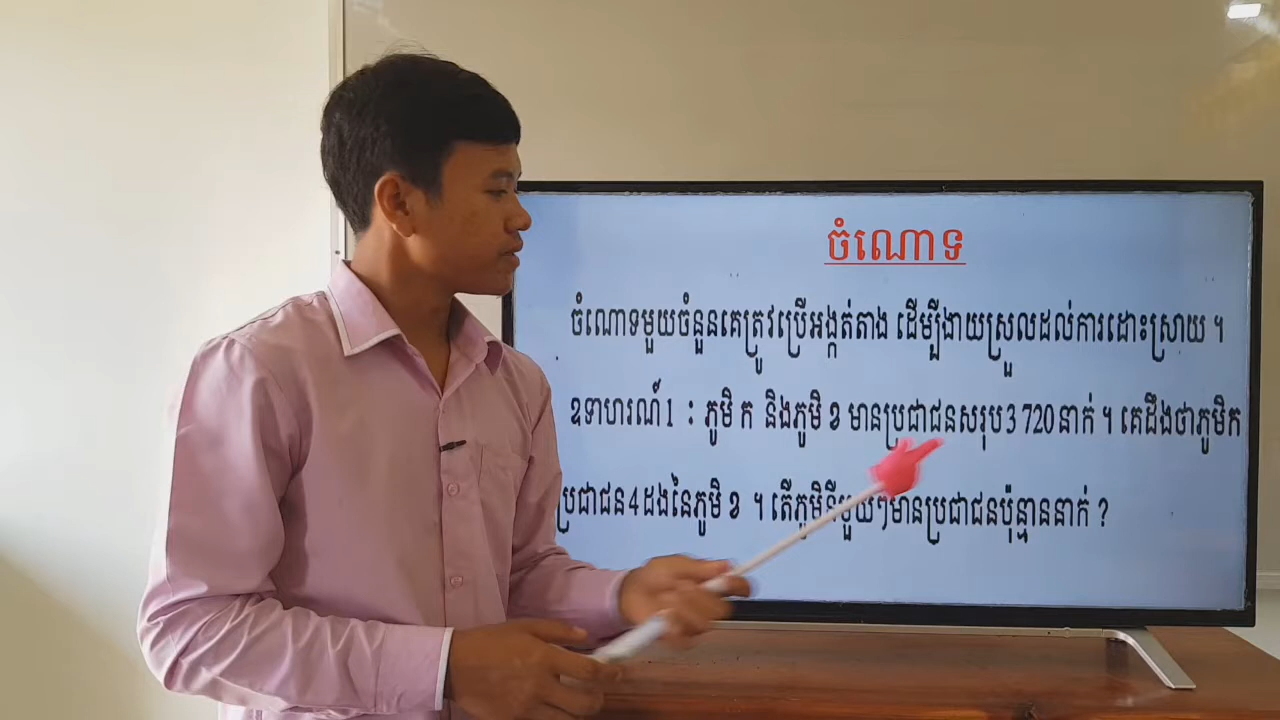 ចំណោទ
ចំណោទមួយចំនួនគេត្រូវប្រើអង្កត់តាង ដើម្បីងាយស្រួលដល់ការដោះស្រាយ ។
ឧទាហរណ៍ 1 ៖ ភូមិ ក និងភូមិ ខ មានប្រជាជនសរុប 3 720 នាក់ ។ គេដឹងថាភូមិក
ប្រជាជន 4 ដងនៃភូមិ ខ ។ តើភូមិនីមួយៗមានប្រជាជនប៉ុន្មាននាក់ ?